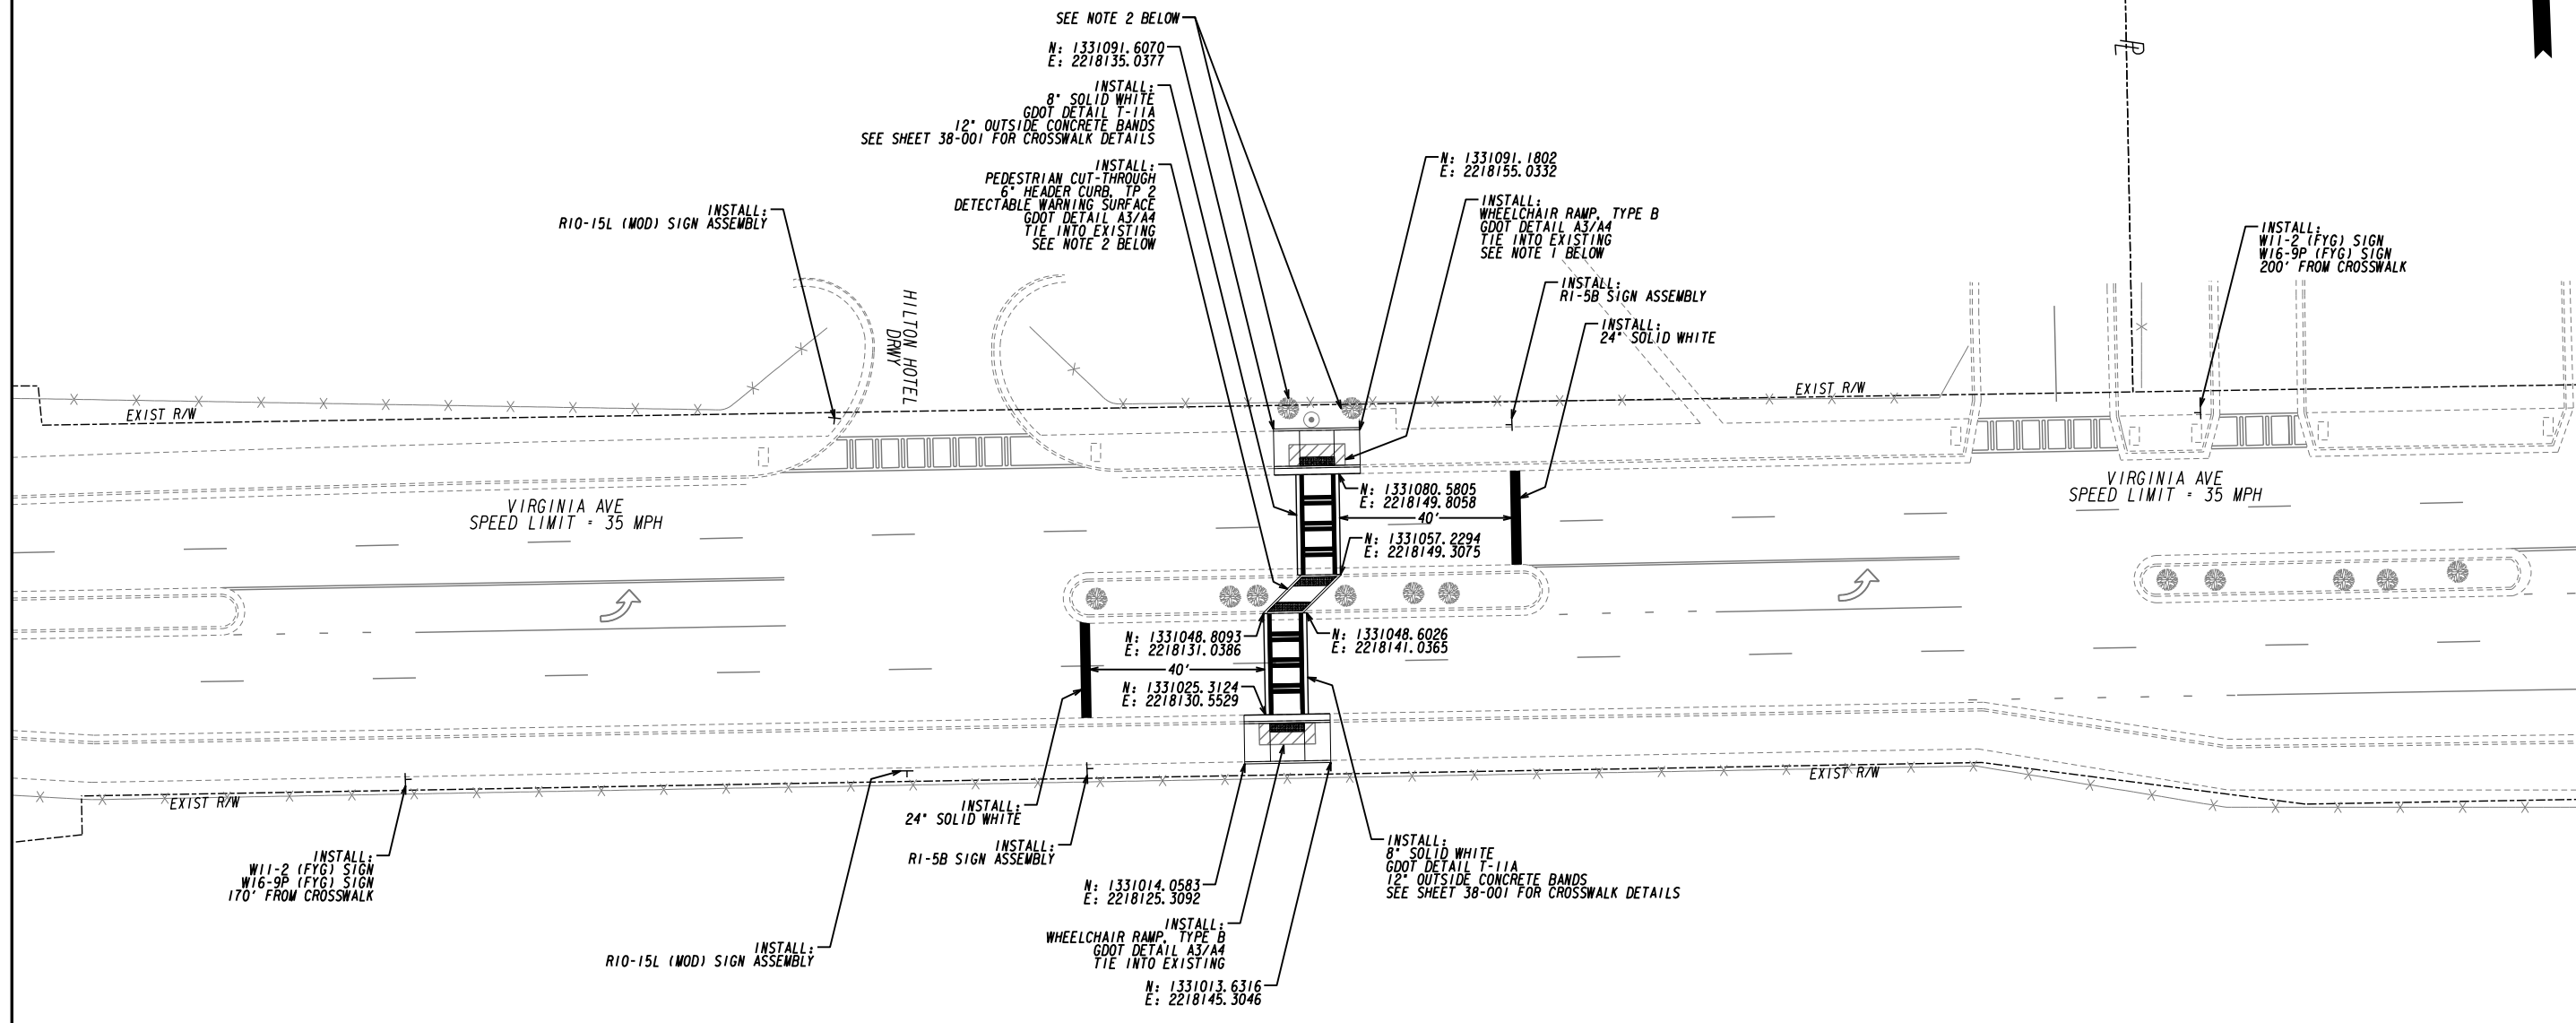 SEE NOTE 2 BELOW
N: 1331091.6070
E: 2218135.0377
INSTALL:
8" SOLID WHITE
GDOT DETAIL T-11A
12" OUTSIDE CONCRETE BANDS
SEE SHEET 38-001 FOR CROSSWALK DETAILS
INSTALL:
PEDESTRIAN CUT-THROUGH
6" HEADER CURB, TP 2
DETECTABLE WARNING SURFACE
GDOT DETAIL A3/A4
TIE INTO EXISTING
SEE NOTE 2 BELOW
INSTALL:
R10-15L (MOD) SIGN ASSEMBLY
N: 1331091.1802
E: 2218155.0332
INSTALL:
WHEELCHAIR RAMP, TYPE B
GDOT DETAIL A3/A4
TIE INTO EXISTING
SEE NOTE 1 BELOW
INSTALL:
R1-5B SIGN ASSEMBLY
INSTALL:
24" SOLID WHITE
INSTALL:
W11-2 (FYG) SIGN
W16-9P (FYG) SIGN
200' FROM CROSSWALK
HILTON HOTEL
DRWY
EXIST R/W
EXIST R/W
VIRGINIA AVE
SPEED LIMIT = 35 MPH
VIRGINIA AVE
SPEED LIMIT = 35 MPH
N: 1331080.5805
E: 2218149.8058
40'
N: 1331057.2294
E: 2218149.3075
N: 1331048.8093
E: 2218131.0386
N: 1331048.6026
E: 2218141.0365
40'
N: 1331025.3124
E: 2218130.5529
EXIST R/W
EXIST R/W
INSTALL:
24" SOLID WHITE
INSTALL:
R1-5B SIGN ASSEMBLY
INSTALL:
W11-2 (FYG) SIGN
W16-9P (FYG) SIGN
170' FROM CROSSWALK
INSTALL:
8" SOLID WHITE
GDOT DETAIL T-11A
12" OUTSIDE CONCRETE BANDS
SEE SHEET 38-001 FOR CROSSWALK DETAILS
N: 1331014.0583
E: 2218125.3092
INSTALL:
WHEELCHAIR RAMP, TYPE B
GDOT DETAIL A3/A4
TIE INTO EXISTING
INSTALL:
R10-15L (MOD) SIGN ASSEMBLY
N: 1331013.6316
E: 2218145.3046